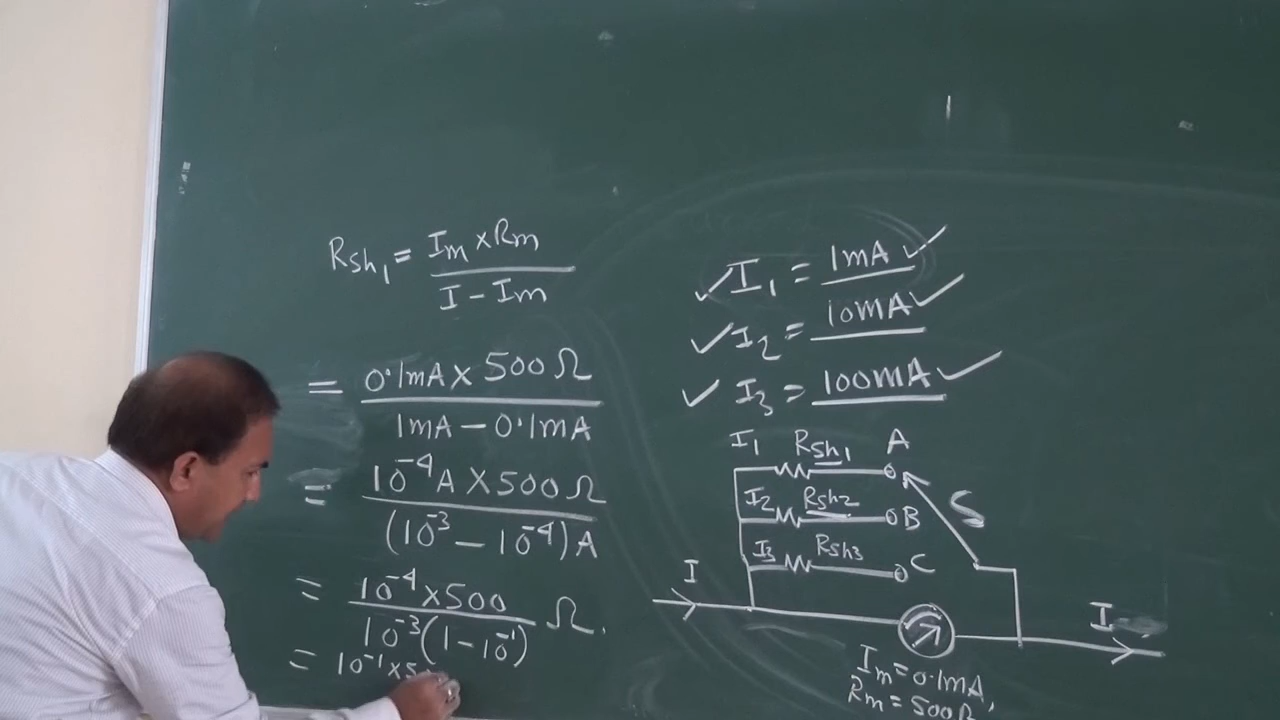 Rsh₁ = Im × Rm
I − Im
= 0.1mA × 500 Ω
1mA − 0.1mA
= 10⁻⁴A × 500 Ω
(10⁻³ − 10⁻⁴)A
= 10⁻⁴ × 500 Ω.
10⁻³(1 − 10⁻¹)
= 10⁻¹ × 5
✓ I₁ = 1mA ✓
✓ I₂ = 10mA ✓
✓ I₃ = 100mA ✓
I₁ Rsh₁ A
I₂ Rsh2 B S
I₃ Rsh3 C
I I
Im = 0.1mA,
Rm = 500Ω